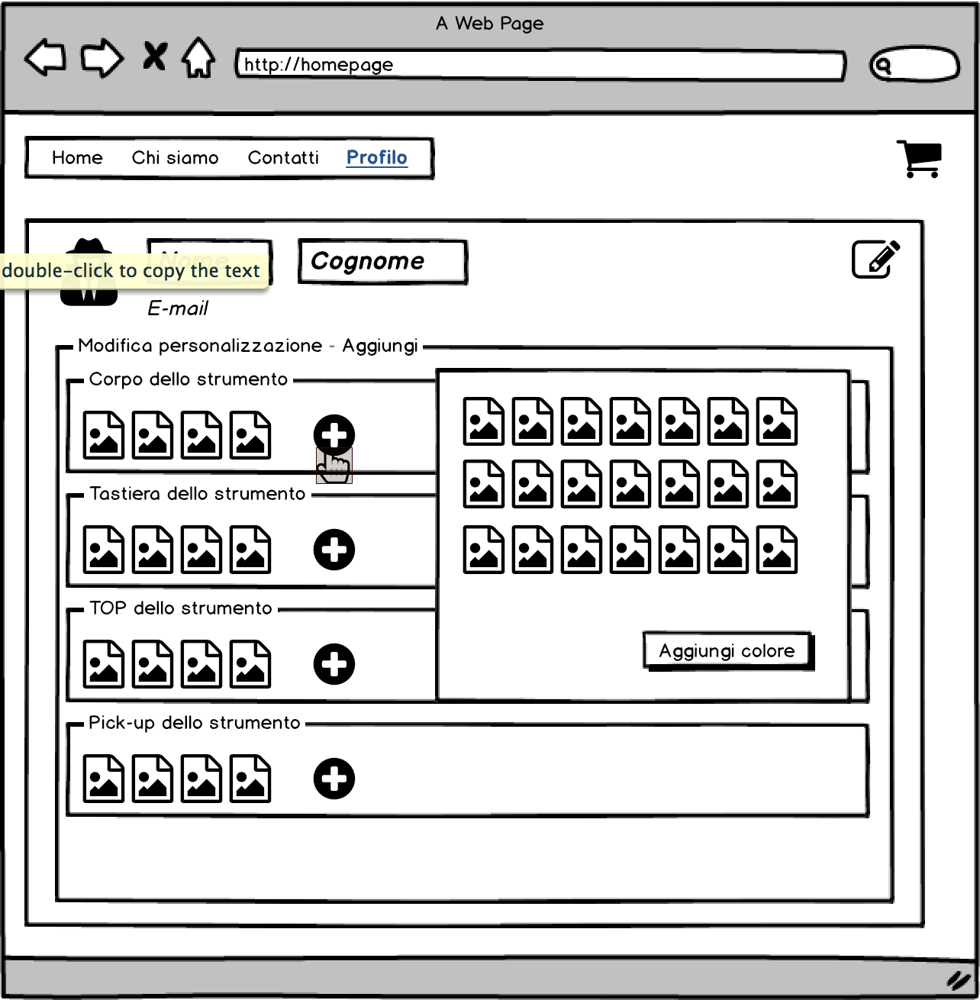 A Web Page
http://homepage
Home Chi siamo Contatti Profilo
Nome Cognome
double-click to copy the text
E-mail
Modifica personalizzazione - Aggiungi
Corpo dello strumento
Tastiera dello strumento
TOP dello strumento
Aggiungi colore
Pick-up dello strumento